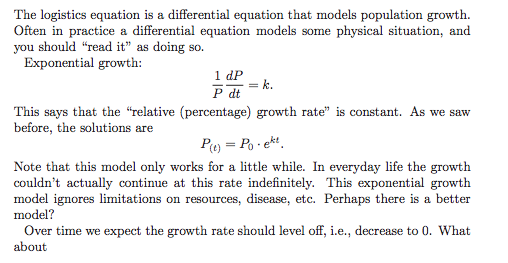 The logistics equation is a differential equation that models population growth.
Often in practice a differential equation models some physical situation, and
you should “read it” as doing so.
Exponential growth:
1 dP
P dt = k.
This says that the “relative (percentage) growth rate” is constant. As we saw
before, the solutions are
P(t) = P0 · e^kt.
Note that this model only works for a little while. In everyday life the growth
couldn’t actually continue at this rate indefinitely. This exponential growth
model ignores limitations on resources, disease, etc. Perhaps there is a better
model?
Over time we expect the growth rate should level off, i.e., decrease to 0. What
about